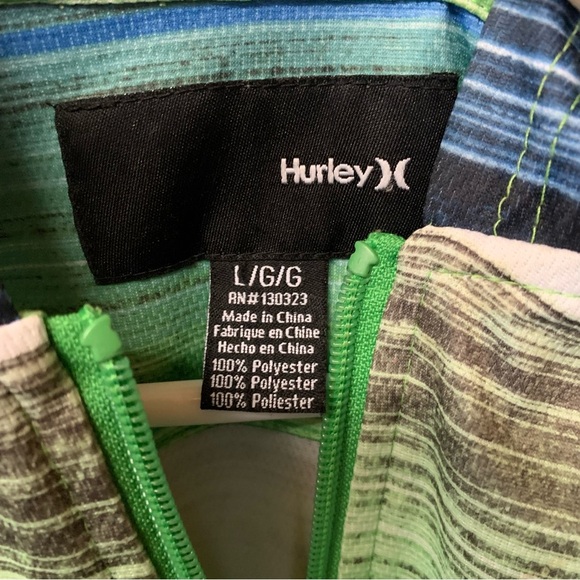 Hurley
L/G/G
RN# 130323
Made in China
Fabrique en Chine
Hecho en China
100% Polyester
100% Polyester
100% Poliester